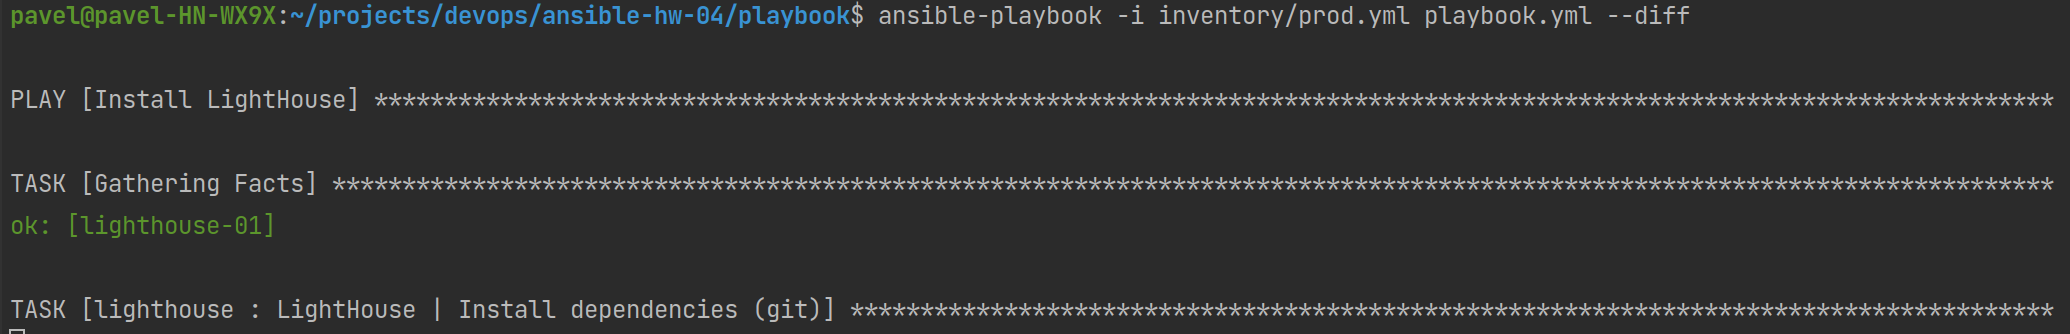 pavel@pavel-HN-WX9X:~/projects/devops/ansible-hw-04/playbook$ ansible-playbook -i inventory/prod.yml playbook.yml --diff
PLAY [Install LightHouse] ************************************************************************************************************************
TASK [Gathering Facts] ***************************************************************************************************************************
ok: [lighthouse-01]
TASK [lighthouse : LightHouse | Install dependencies (git)] **************************************************************************************